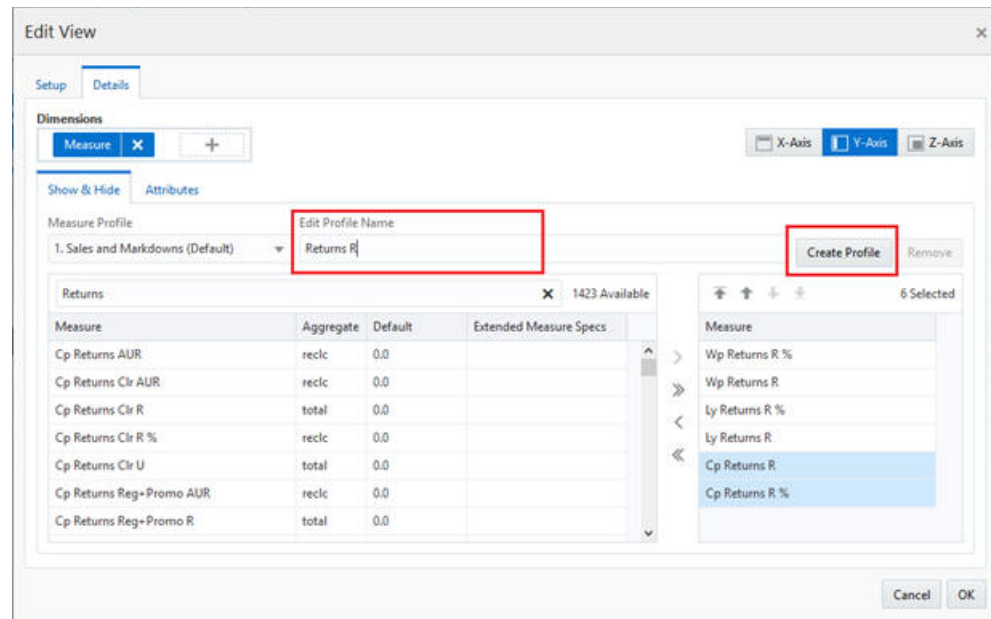 Edit View
Setup Details
Dimensions
Measure
X-Axis Y-Axis Z-Axis
Show & Hide Attributes
Measure Profile Edit Profile Name
1. Sales and Markdowns (Default) Returns R Create Profile Remove
Returns 1423 Available 6 Selected
Measure Aggregate Default Extended Measure Specs Measure
Cp Returns AUR reclc 0.0 Wp Returns R %
Cp Returns Clr AUR reclc 0.0 Wp Returns R
Cp Returns Clr R total 0.0 Ly Returns R %
Cp Returns Clr R % reclc 0.0 Ly Returns R
Cp Returns Clr U total 0.0 Cp Returns R
Cp Returns Reg+Promo AUR reclc 0.0 Cp Returns R %
Cp Returns Reg+Promo R total 0.0
Cancel OK